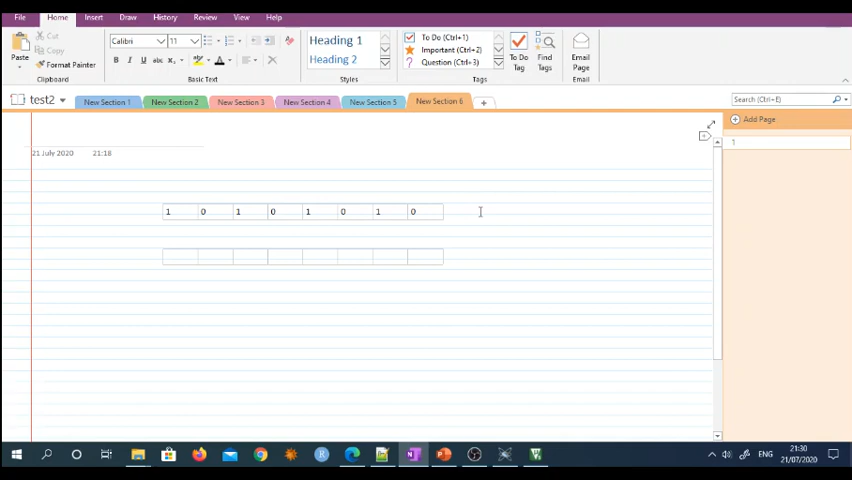 File Home Insert Draw History Review View Help
Paste
Cut
Copy
Format Painter
Clipboard
Calibri 11
B I U abc X₂ A
Basic Text
Heading 1
Heading 2
Styles
To Do (Ctrl+1)
Important (Ctrl+2)
Question (Ctrl+3)
Tags
To Do
Tag
Find
Tags
Email
Page
Email
test2
New Section 1
New Section 2
New Section 3
New Section 4
New Section 5
New Section 6
Search (Ctrl+E)
Add Page
1
21 July 2020 21:18
1 0 1 0 1 0 1 0
ENG
21:30
21/07/2020